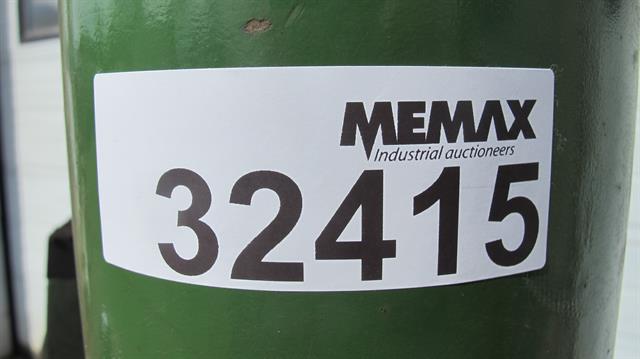 MEMAX
Industrial auctioneers
32415